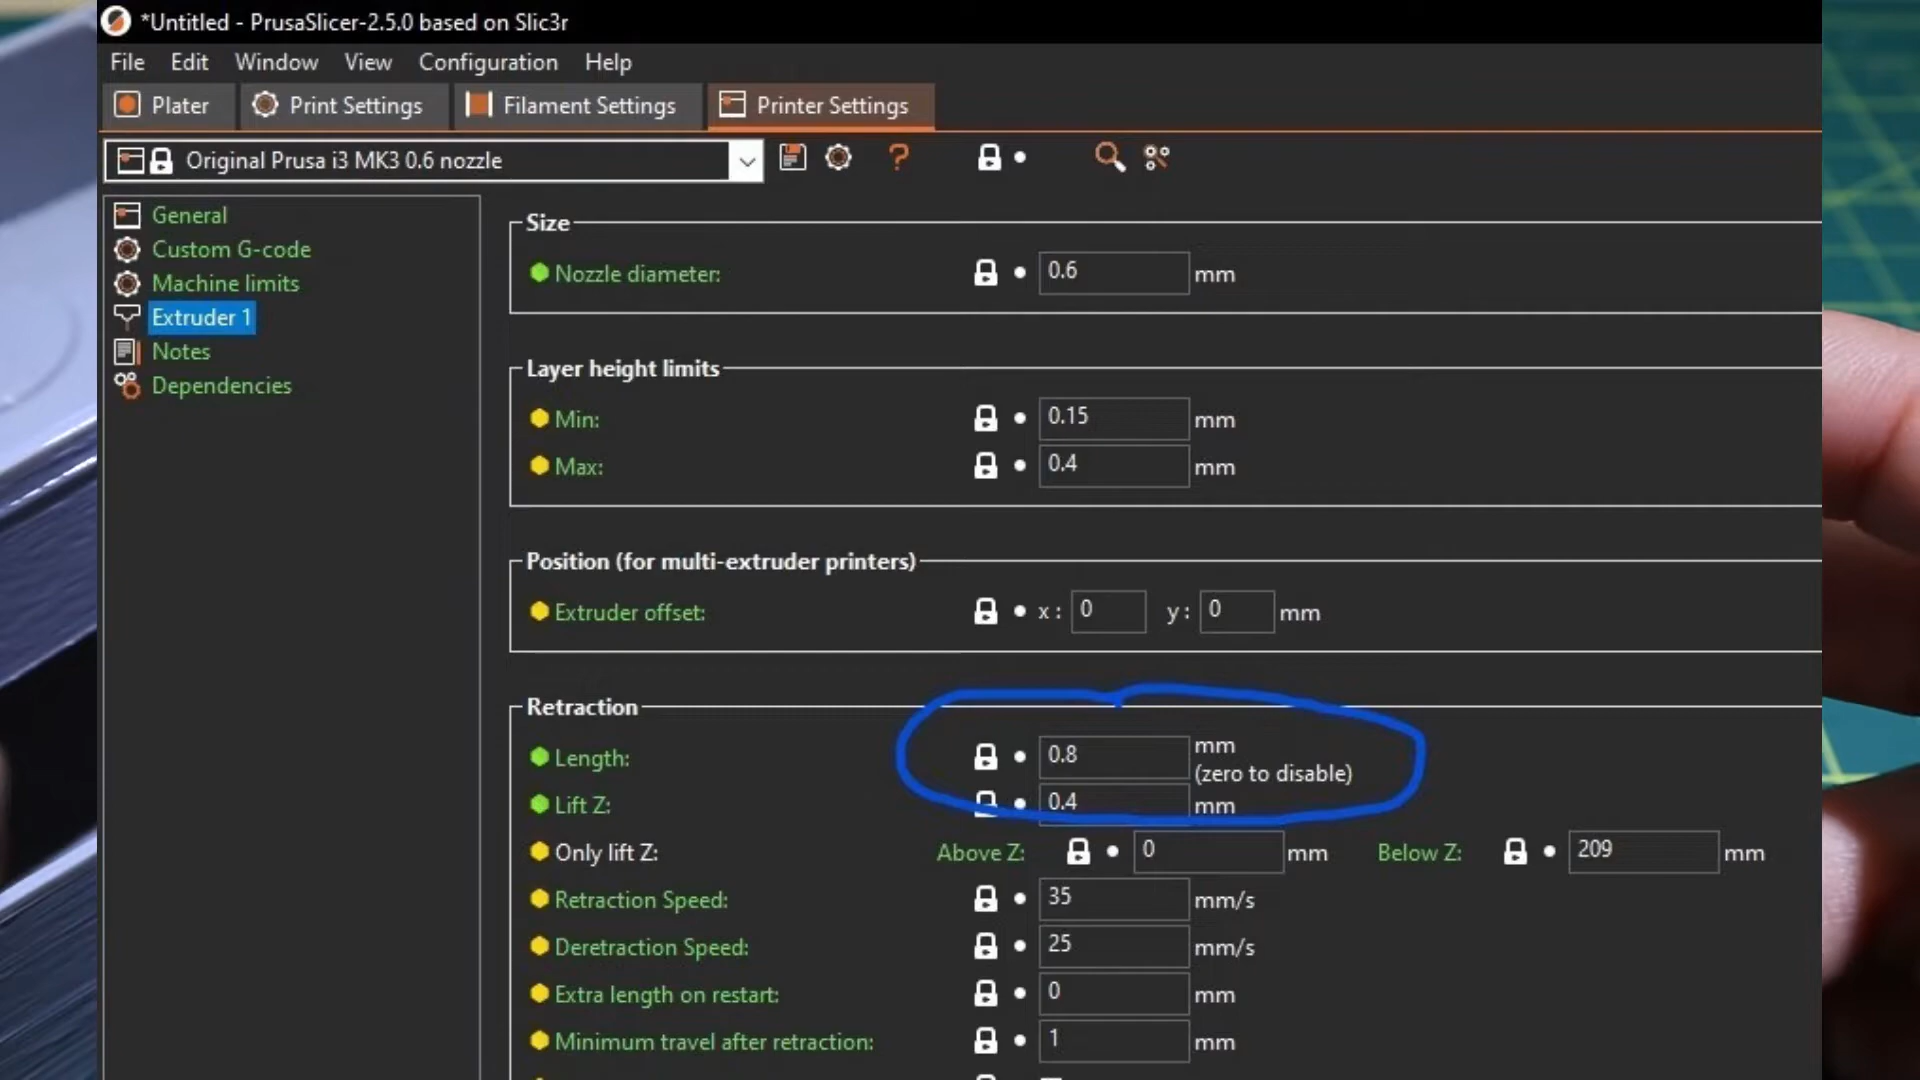 *Untitled - PrusaSlicer-2.5.0 based on Slic3r
File Edit Window View Configuration Help
Plater Print Settings Filament Settings Printer Settings
Original Prusa i3 MK3 0.6 nozzle ?
General
Custom G-code
Machine limits
Extruder 1
Notes
Dependencies
Size
Nozzle diameter: 0.6 mm
Layer height limits
Min: 0.15 mm
Max: 0.4 mm
Position (for multi-extruder printers)
Extruder offset: x: 0 y: 0 mm
Retraction
Length: 0.8 mm
(zero to disable)
Lift Z: 0.4 mm
Only lift Z: Above Z: 0 mm Below Z: 209 mm
Retraction Speed: 35 mm/s
Deretraction Speed: 25 mm/s
Extra length on restart: 0 mm
Minimum travel after retraction: 1 mm